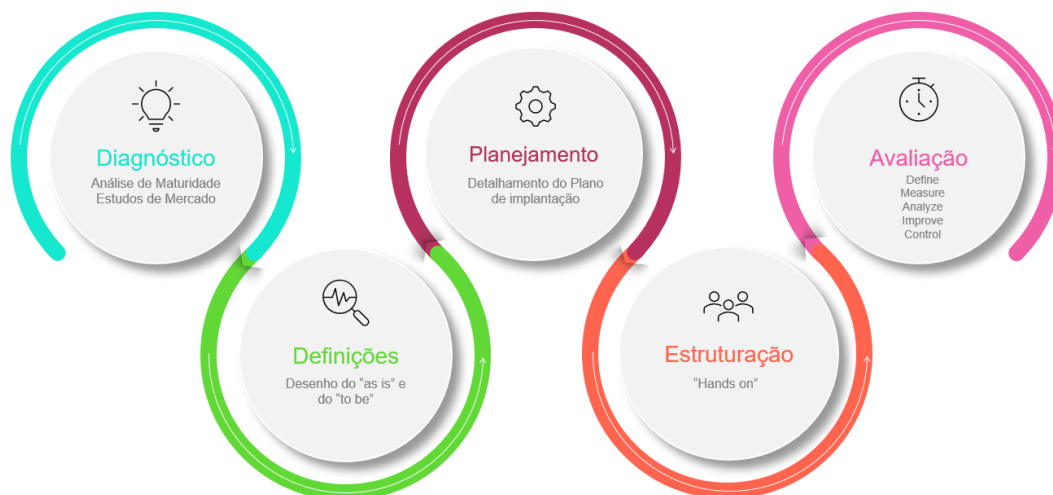 Diagnóstico
Análise de Maturidade
Estudos de Mercado
Definições
Desenho do “as is” e
do “to be”
Planejamento
Detalhamento do Plano
de implantação
Estruturação
“Hands on”
Avaliação
Define
Measure
Analyze
Improve
Control